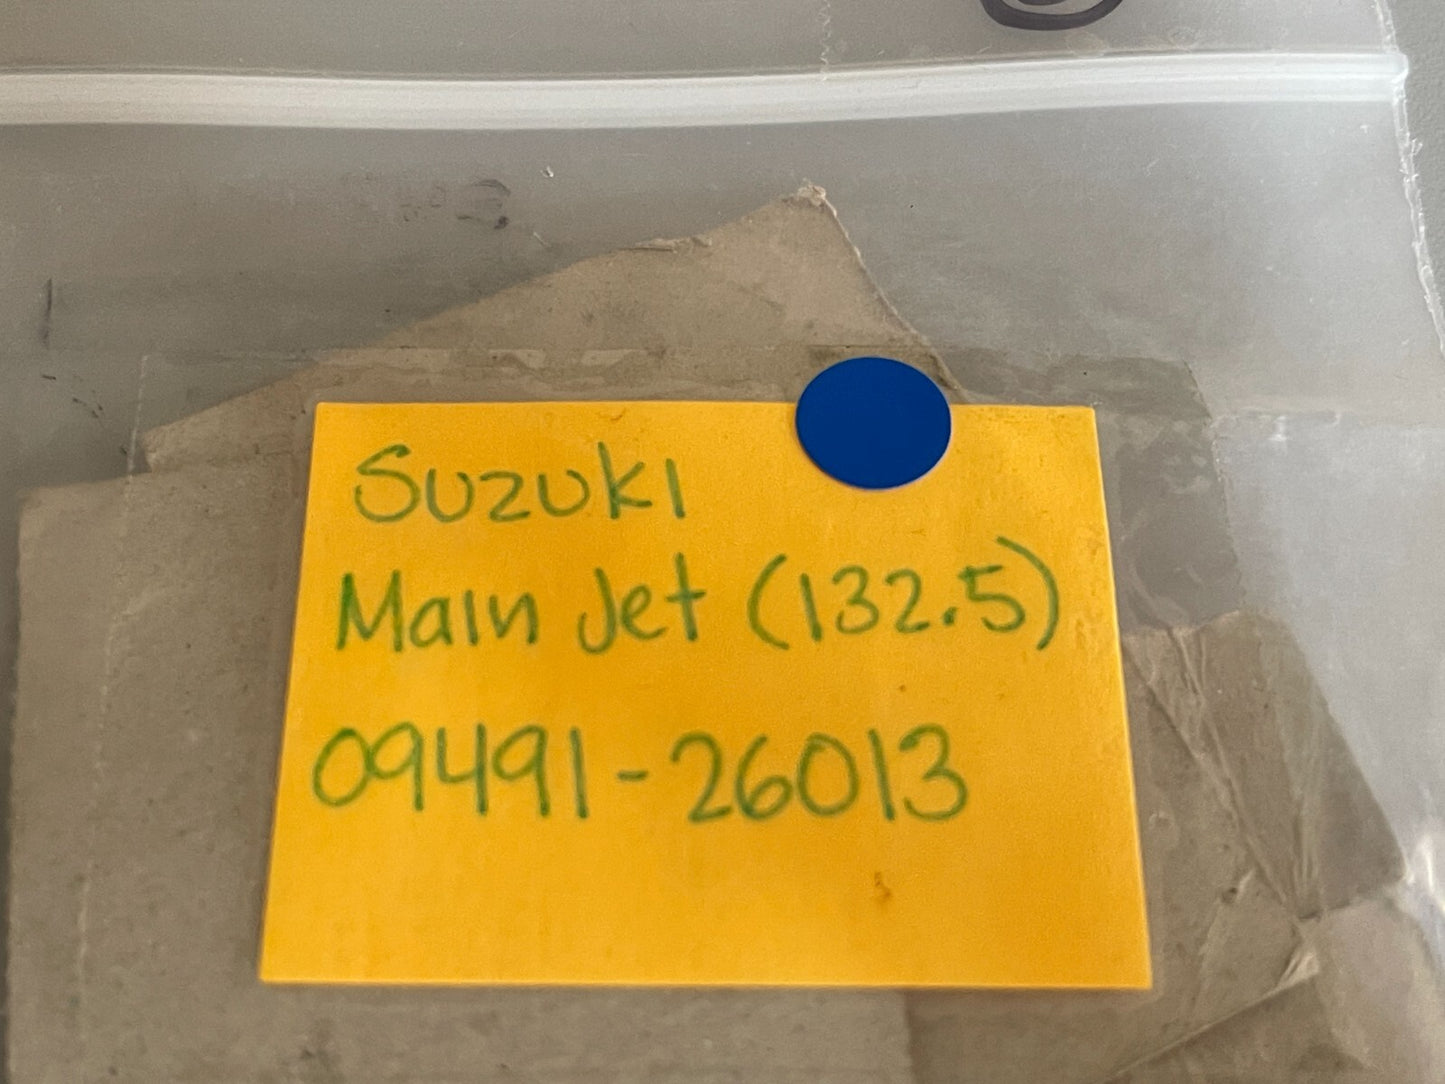 Suzuki
Main Jet (132.5)
09491-26013